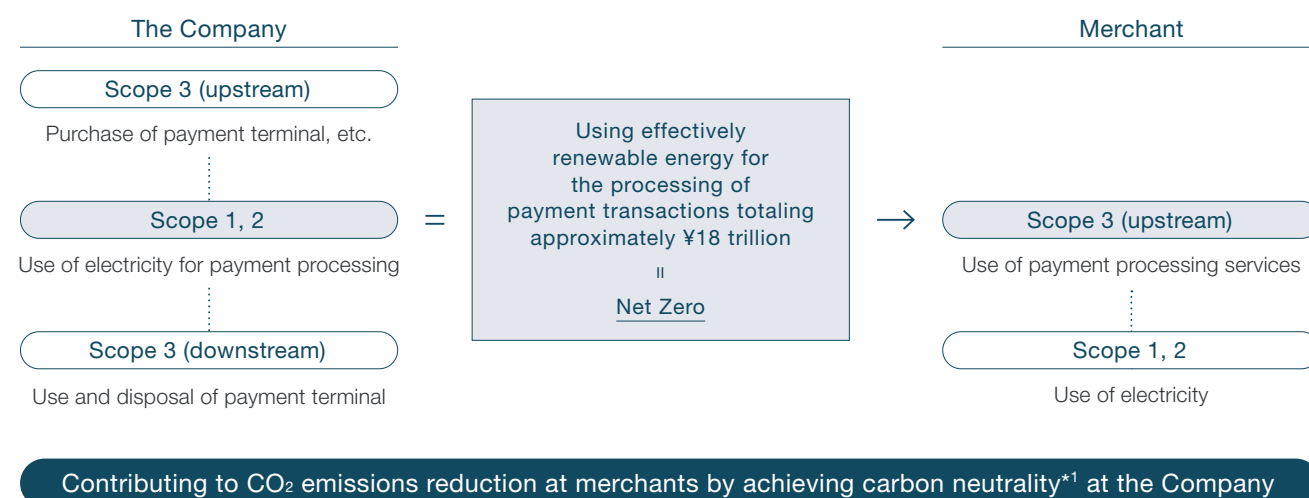 The Company
Scope 3 (upstream)
Purchase of payment terminal, etc.
Scope 1, 2
Use of electricity for payment processing
Scope 3 (downstream)
Use and disposal of payment terminal
=
Using effectively
renewable energy for
the processing of
payment transactions totaling
approximately ¥18 trillion
=
Net Zero
→
Merchant
Scope 3 (upstream)
Use of payment processing services
Scope 1, 2
Use of electricity
Contributing to CO₂ emissions reduction at merchants by achieving carbon neutrality*¹ at the Company